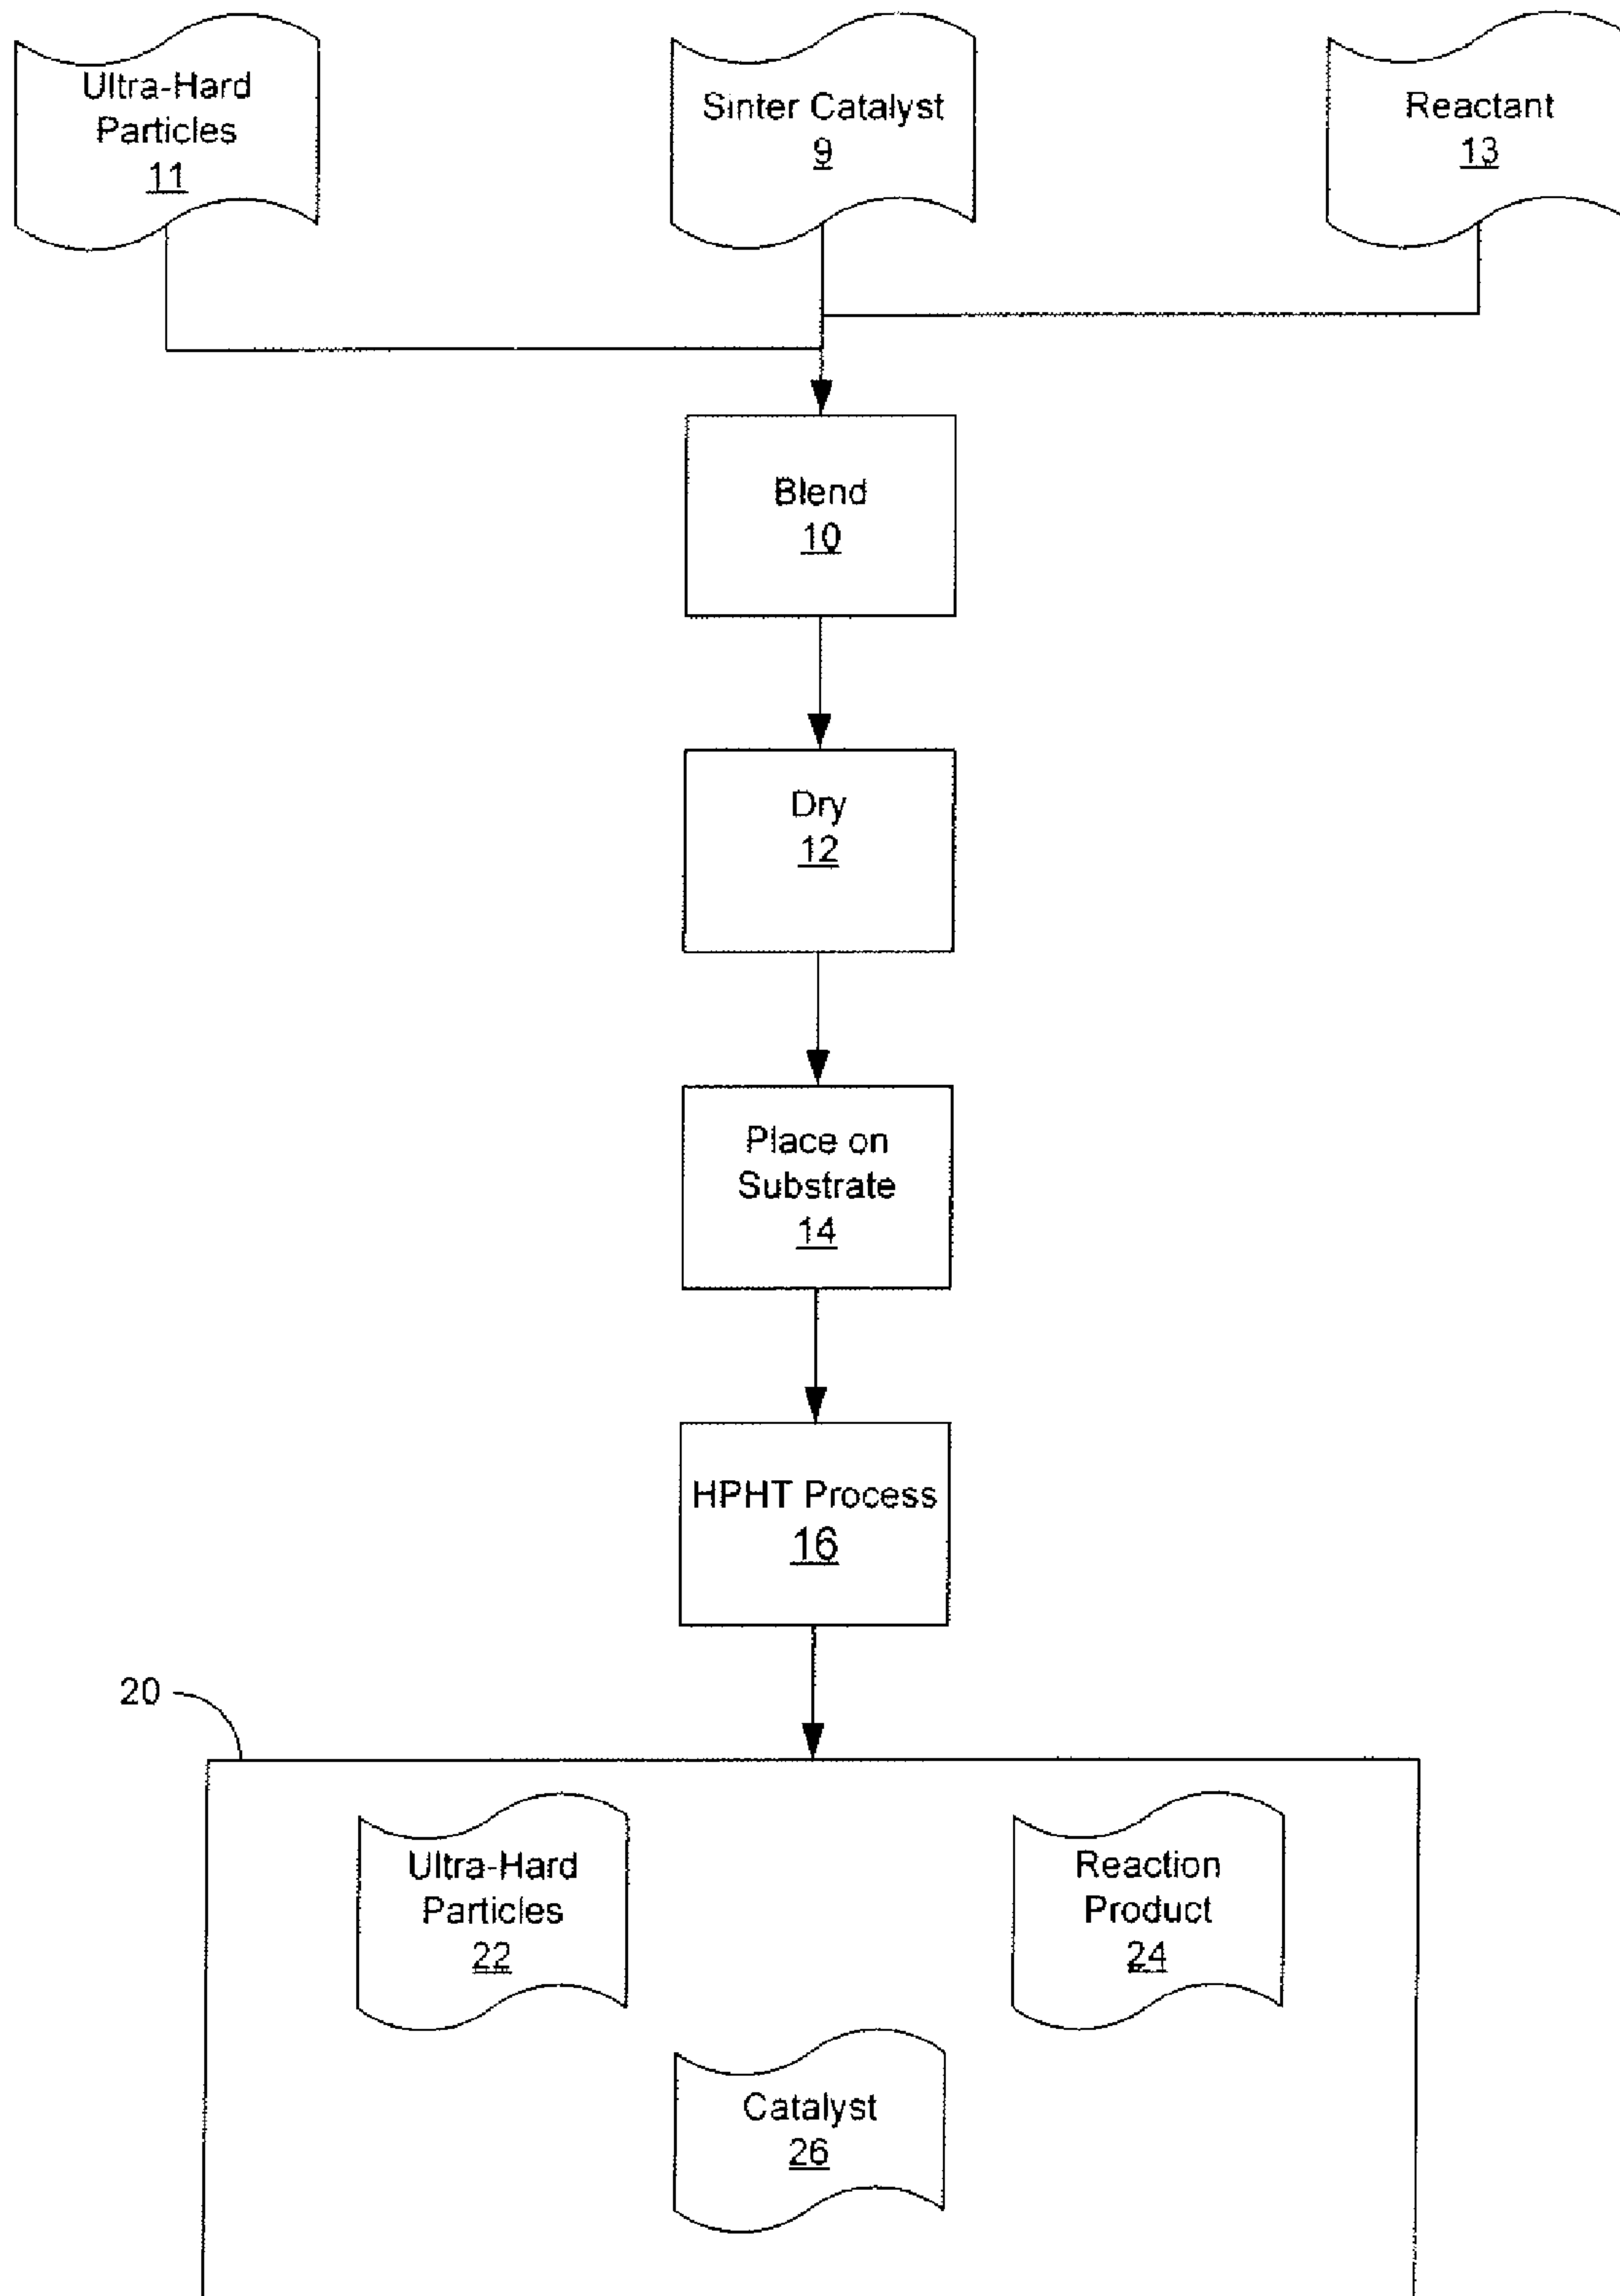 Ultra-Hard
Particles
11
Sinter Catalyst
9
Reactant
13
Blend
10
Dry
12
Place on
Substrate
14
HPHT Process
16
20
Ultra-Hard
Particles
22
Reaction
Product
24
Catalyst
26